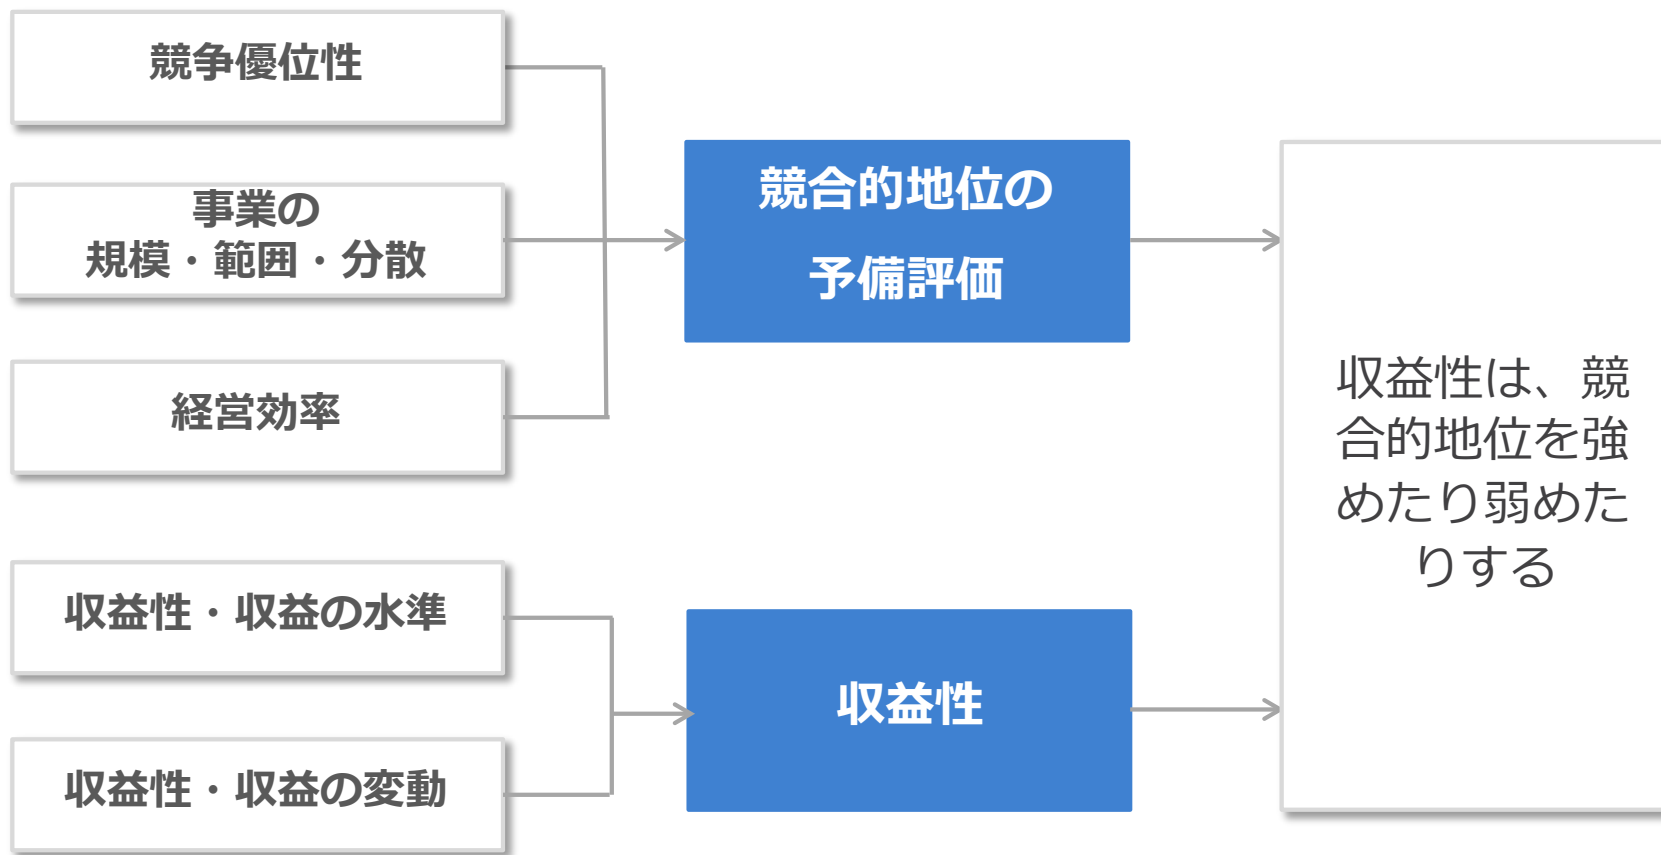 競争優位性
事業の
規模・範囲・分散
経営効率
収益性・収益の水準
収益性・収益の変動
競合的地位の
予備評価
収益性
収益性は、競
合的地位を強
めたり弱めた
りする